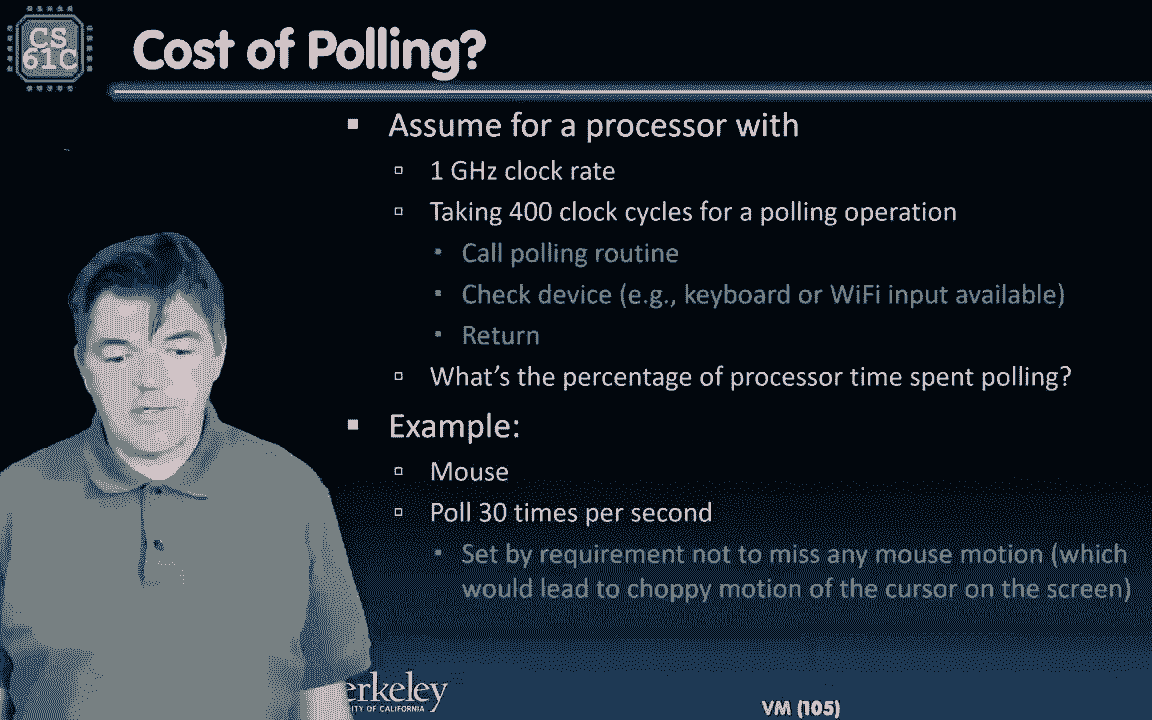 CS
61C
Cost of Polling?
Assume for a processor with
1 GHz clock rate
Taking 400 clock cycles for a polling operation
Call polling routine
Check device (e.g., keyboard or WiFi input available)
Return
What's the percentage of processor time spent polling?
Example:
Mouse
Poll 30 times per second
Set by requirement not to miss any mouse motion (which
would lead to choppy motion of the cursor on the screen)
erkeley
ITY OF CALIFORNIA
VM (105)